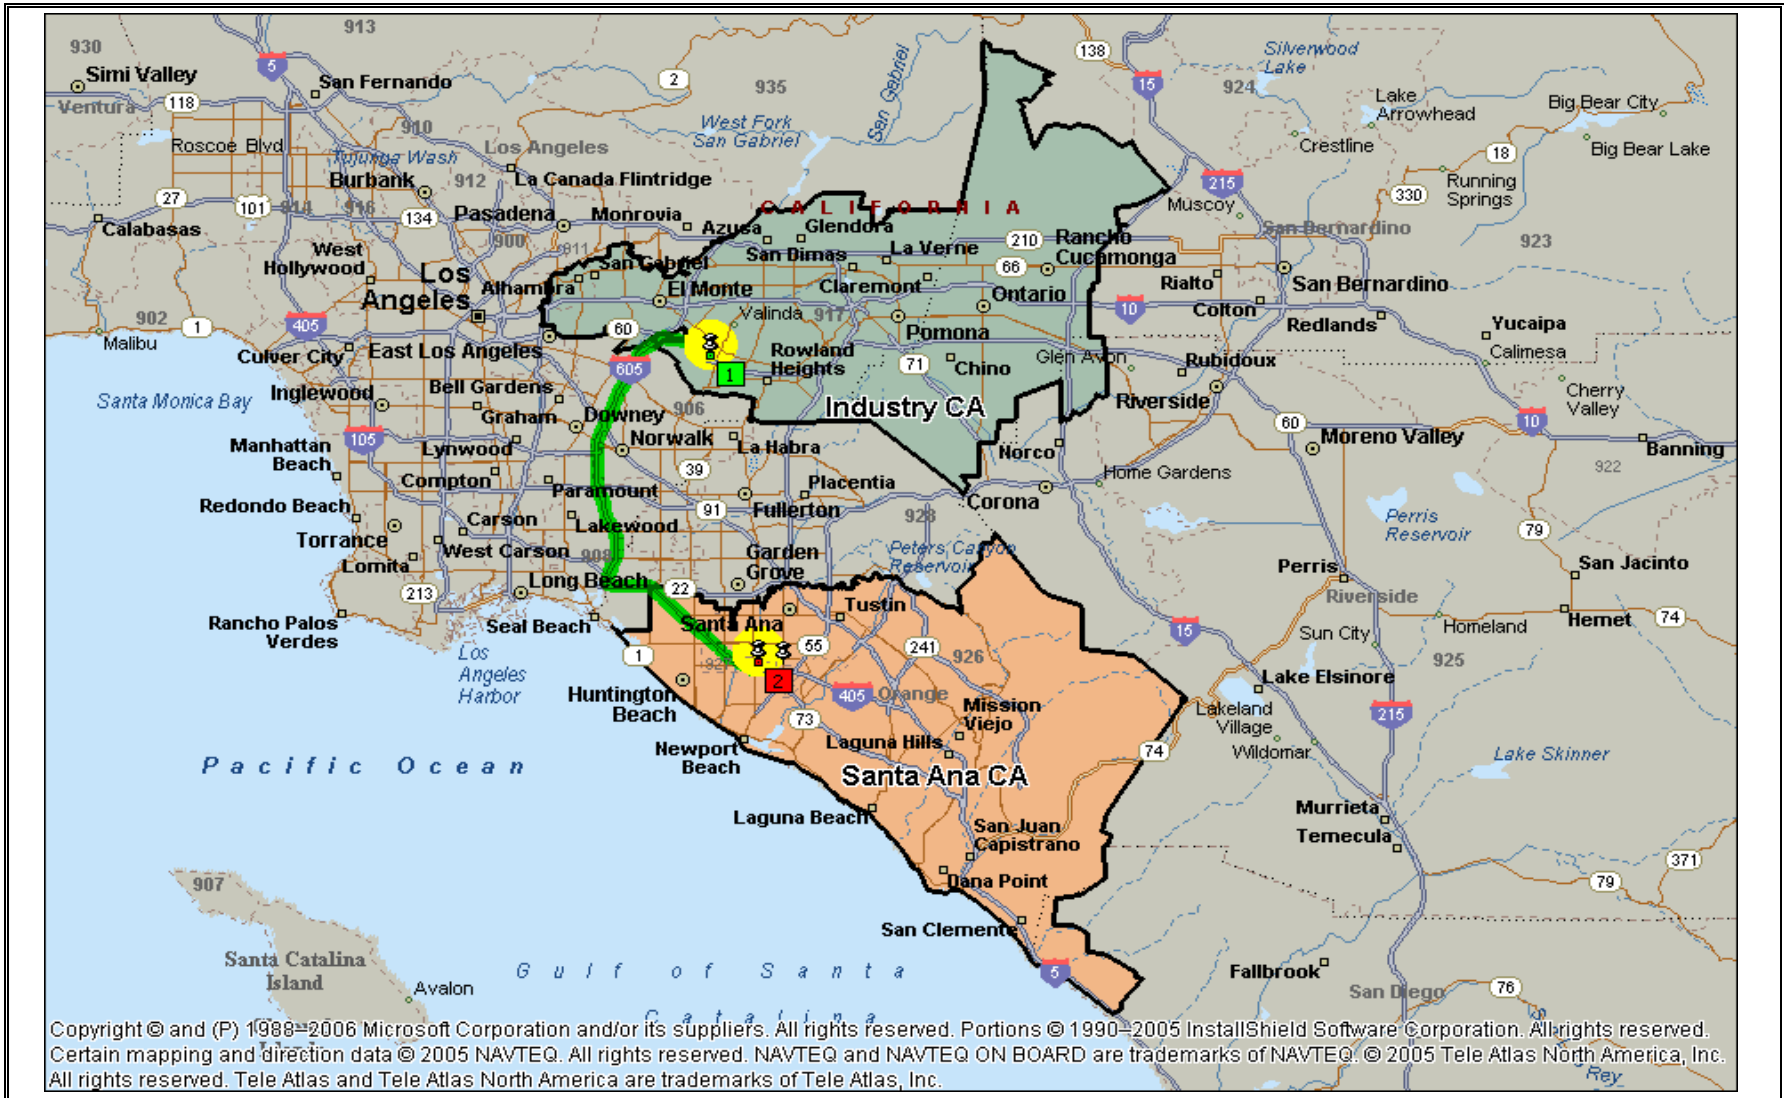 913
930
5
Simi Valley
San Fernando
2
935
San Gabriel
138
15
Silverwood
Lake
924
Lake
Arrowhead
Big Bear City
Ventura
118
910
West Fork
San Gabriel
Crestline
18
Big Bear Lake
Roscoe Blvd
Tujunga Wash
Los Angeles
Burbank
912
La Canada Flintridge
215
330
Running
Springs
27
101
914
916
134
Pasadena
Monrovia
CALIFORNIA
Muscoy
Calabasas
900
911
Azusa
Glendora
210
Rancho
Cucamonga
San Bernardino
923
West
Hollywood
San Gabriel
San Dimas
La Verne
66
Los
Angeles
Alhambra
El Monte
Claremont
Ontario
Rialto
San Bernardino
902
1
405
60
Valinda
917
Pomona
10
Colton
Redlands
Yucaipa
Malibu
Culver City
East Los Angeles
605
Rowland
Heights
71
Chino
Glen Avon
Rubidoux
Calimesa
1
Santa Monica Bay
Inglewood
Bell Gardens
Graham
Downey
906
Industry CA
Riverside
Cherry
Valley
105
Manhattan
Beach
Lynwood
Norwalk
La Habra
Norco
60
Moreno Valley
10
Banning
922
Compton
39
Home Gardens
Redondo Beach
Paramount
Placentia
Corona
Torrance
Carson
Lakewood
91
Fullerton
928
Perris
Reservoir
79
West Carson
908
Garden
Grove
Peters Canyon
Reservoir
San Jacinto
Lomita
213
Long Beach
22
Perris
Riverside
Rancho Palos
Verdes
Seal Beach
Santa Ana
Tustin
15
Sun City
Homeland
Hemet
74
Los
Angeles
Harbor
1
55
241
926
925
2
405
Orange
Lake Elsinore
Huntington
Beach
73
Mission
Viejo
Lakeland
Village
215
Newport
Beach
Laguna Hills
74
Wildomar
Lake Skinner
Pacific Ocean
Santa Ana CA
Laguna Beach
San Juan
Capistrano
Murrieta
Temecula
371
907
Dana Point
79
San Clemente
Santa Catalina
Island
Gulf of Santa
Catalina
5
Fallbrook
San Diego
76
Avalon
Copyright © and (P) 1988–2006 Microsoft Corporation and/or its suppliers. All rights reserved. Portions © 1990–2005 InstallShield Software Corporation. All rights reserved.
Certain mapping and direction data © 2005 NAVTEQ. All rights reserved. NAVTEQ and NAVTEQ ON BOARD are trademarks of NAVTEQ. © 2005 Tele Atlas North America, Inc.
All rights reserved. Tele Atlas and Tele Atlas North America are trademarks of Tele Atlas, Inc.
Rey